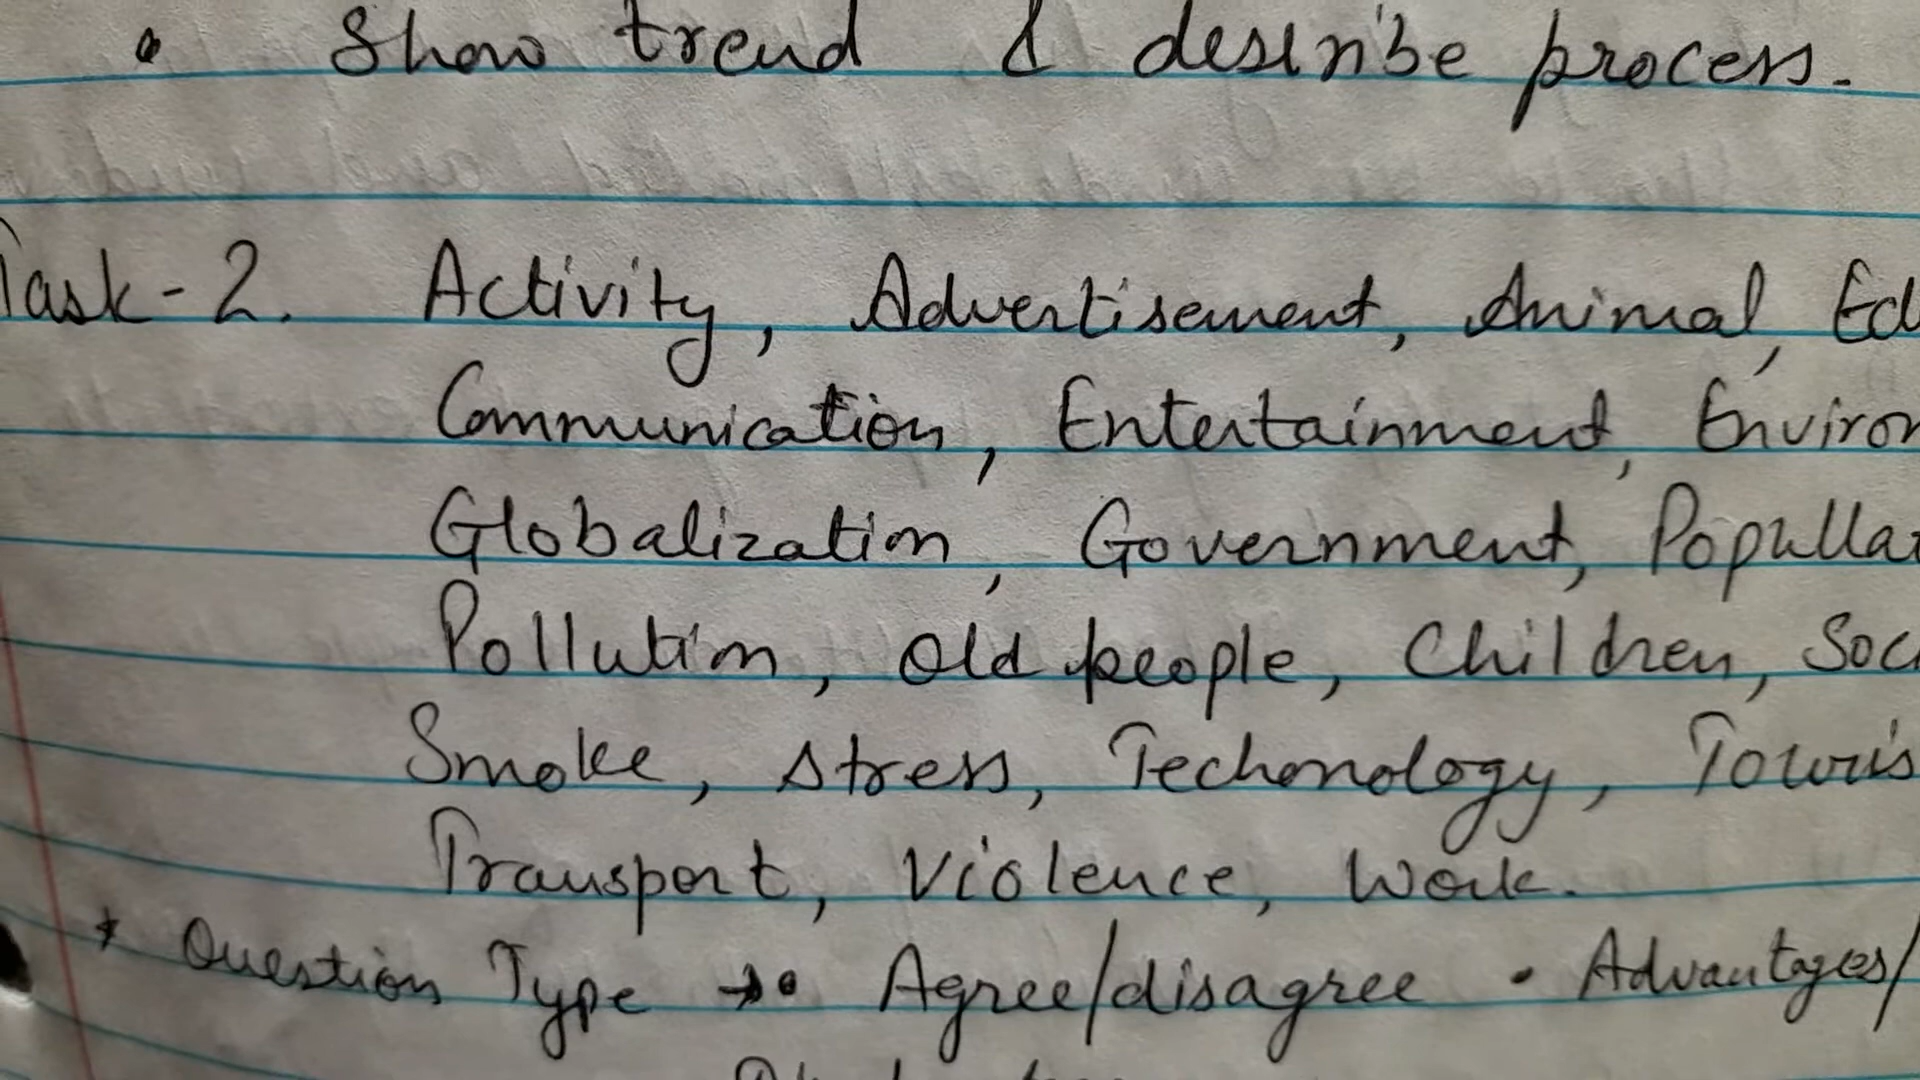 • Show trend & describe process.
Task-2. Activity, Advertisement, Animal, Ed
Communication, Entertainment, Environ
Globalization, Government, Popullat
Pollution, Old people, Children, Soci
Smoke, Stress, Techonology, Touris
Transport, Violence, Work.
* Question Type →• Agree/disagree • Advantages/